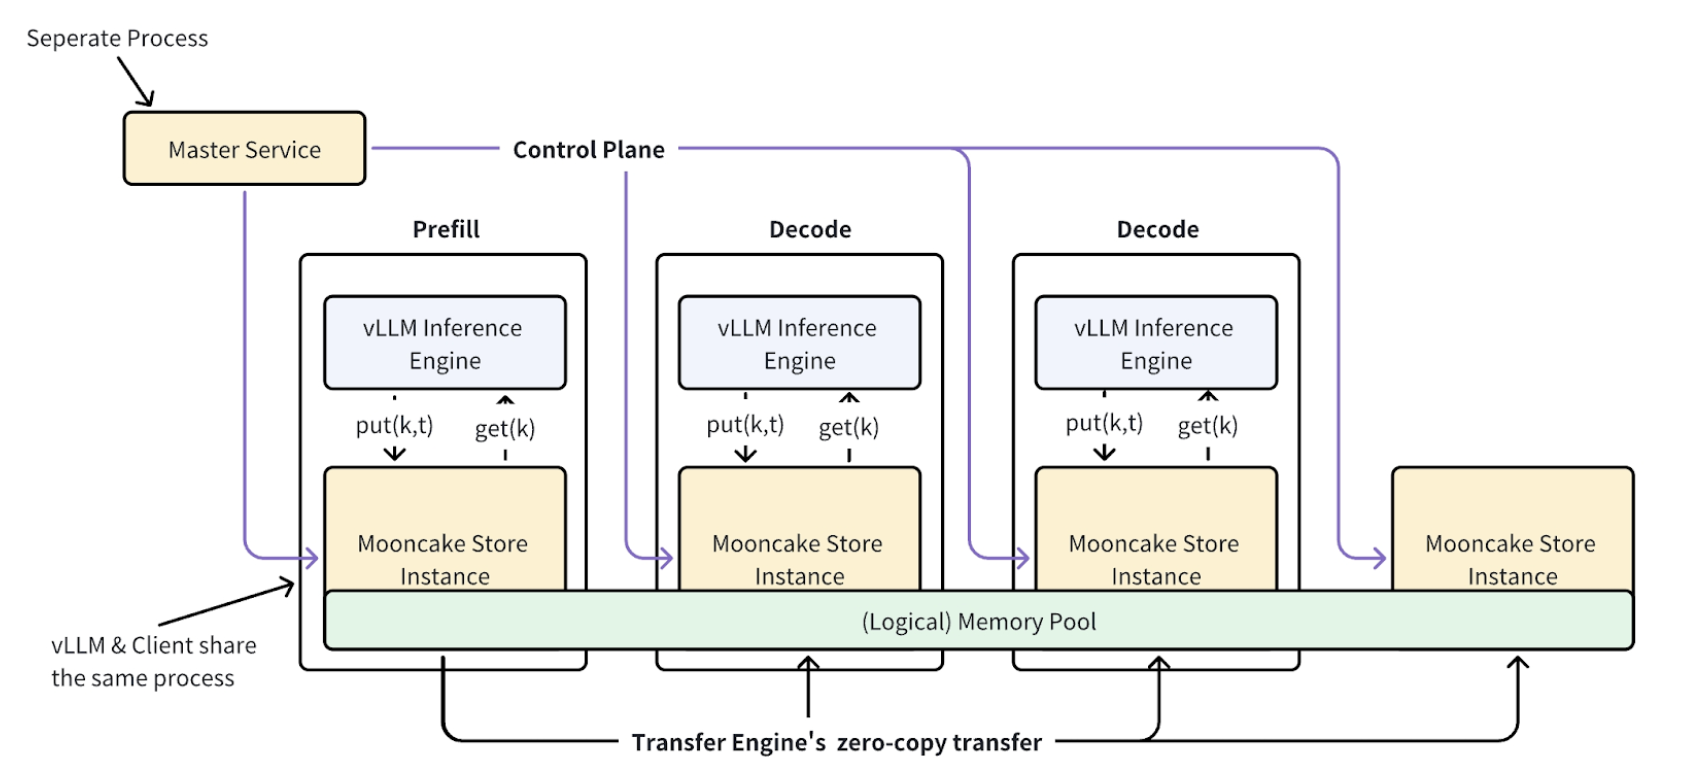 Seperate Process
Master Service
Control Plane
Prefill
Decode
Decode
vLLM Inference
Engine
vLLM Inference
Engine
vLLM Inference
Engine
put(k,t)
get(k)
put(k,t)
get(k)
put(k,t)
get(k)
Mooncake Store
Instance
Mooncake Store
Instance
Mooncake Store
Instance
Mooncake Store
Instance
(Logical) Memory Pool
vLLM & Client share
the same process
Transfer Engine's zero-copy transfer